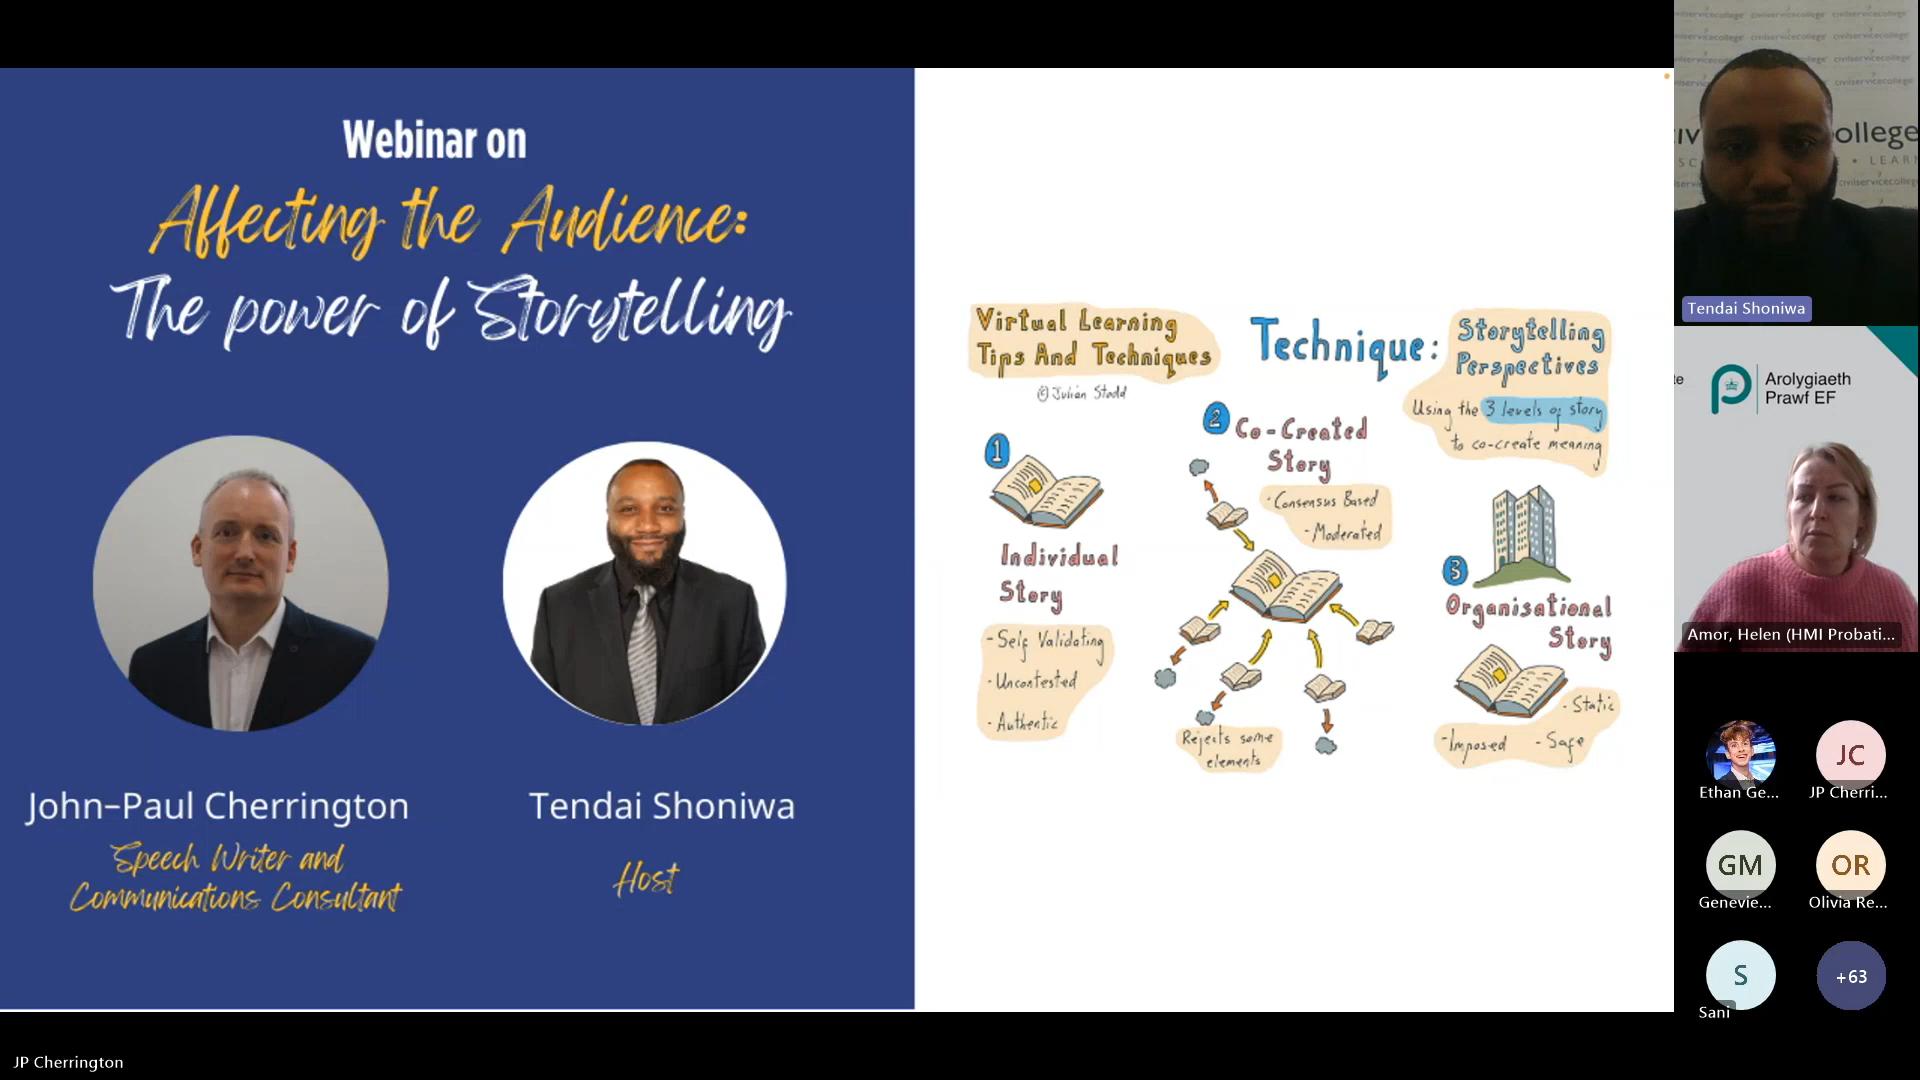 Webinar on
Affecting the Audience:
The power of Storytelling
John-Paul Cherrington
Speech Writer and
Communications Consultant
Tendai Shoniwa
Host
Virtual Learning
Tips And Techniques
© Julian Stodd
Technique:
Storytelling
Perspectives
Using the 3 levels of story
to co-create meaning
1
Individual
Story
- Self Validating
- Uncontested
- Authentic
2
Co-Created
Story
- Consensus Based
- Moderated
Rejects some
elements
3
Organisational
Story
- Static
- Imposed - Safe
JP Cherrington
civilservicecollege
ollege
• LEARN
Tendai Shoniwa
te
Arolygiaeth
Prawf EF
Amor, Helen (HMI Probati...
Ethan Ge...
JC
JP Cherri...
GM
Genevie...
OR
Olivia Re...
S
Sani
+63